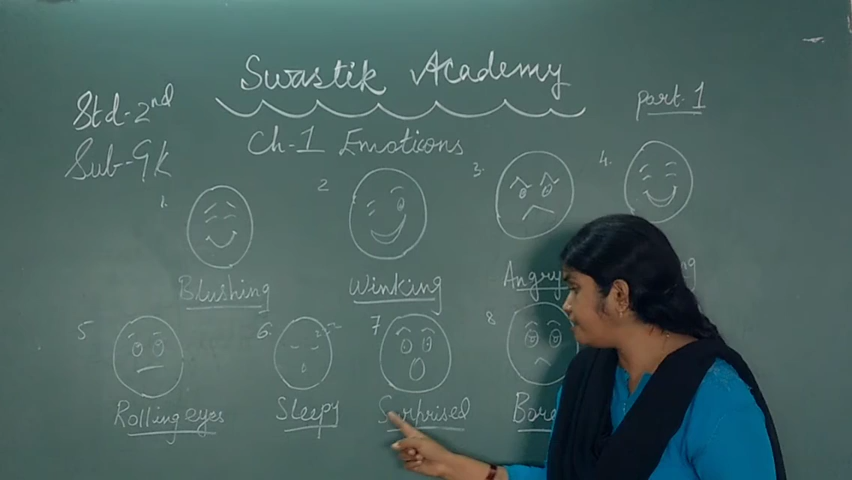 Swastik Academy
Std-2nd
part-1
Sub-GK
Ch-1 Emoticons
1.
2
3.
4.
Blushing
Winking
Angry
5
6.
7
8
Rolling eyes
Sleepy
Surprised